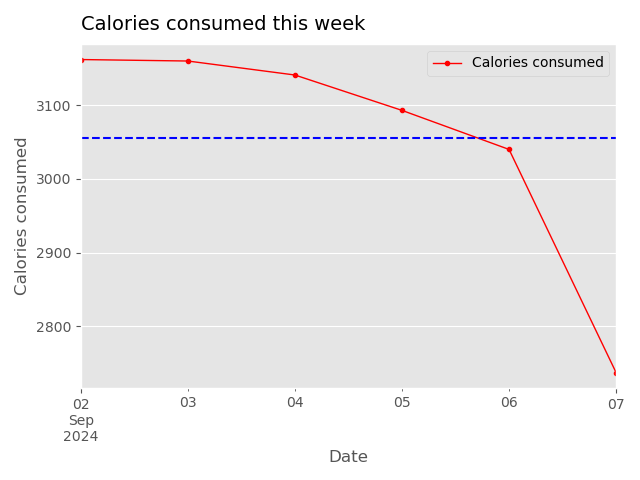 Calories consumed this week
Calories consumed
3100
3000
2900
2800
Calories consumed
02 03 04 05 06 07
Sep
2024
Date